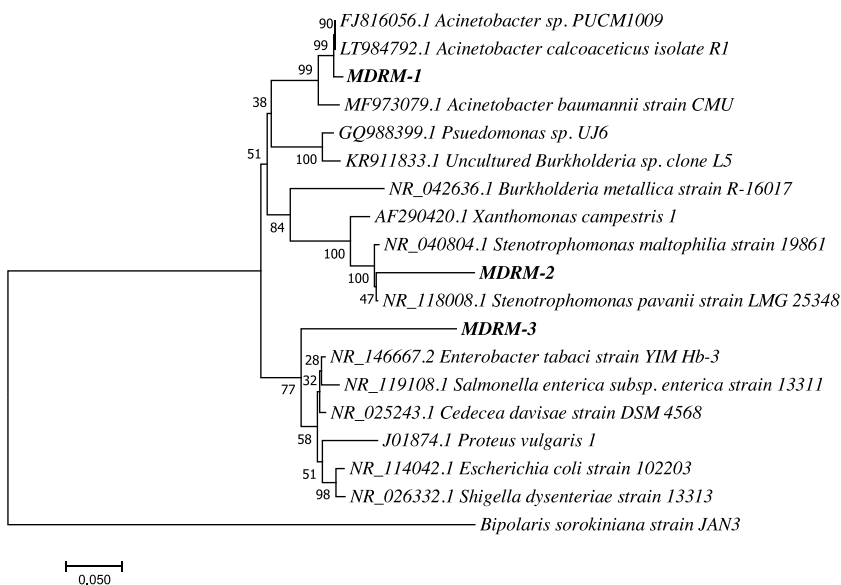 90
FJ816056.1 Acinetobacter sp. PUCM1009
99
LT984792.1 Acinetobacter calcoaceticus isolate R1
99
MDRM-1
38
MF973079.1 Acinetobacter baumannii strain CMU
GQ988399.1 Psuedomonas sp. UJ6
51
100
KR911833.1 Uncultured Burkholderia sp. clone L5
NR_042636.1 Burkholderia metallica strain R-16017
84
AF290420.1 Xanthomonas campestris 1
100
NR_040804.1 Stenotrophomonas maltophilia strain 19861
100
MDRM-2
47
NR_118008.1 Stenotrophomonas pavanii strain LMG 25348
MDRM-3
28
NR_146667.2 Enterobacter tabaci strain YIM Hb-3
77
32
NR_119108.1 Salmonella enterica subsp. enterica strain 13311
NR_025243.1 Cedecea davisae strain DSM 4568
58
J01874.1 Proteus vulgaris 1
51
NR_114042.1 Escherichia coli strain 102203
98
NR_026332.1 Shigella dysenteriae strain 13313
Bipolaris sorokiniana strain JAN3
0.050